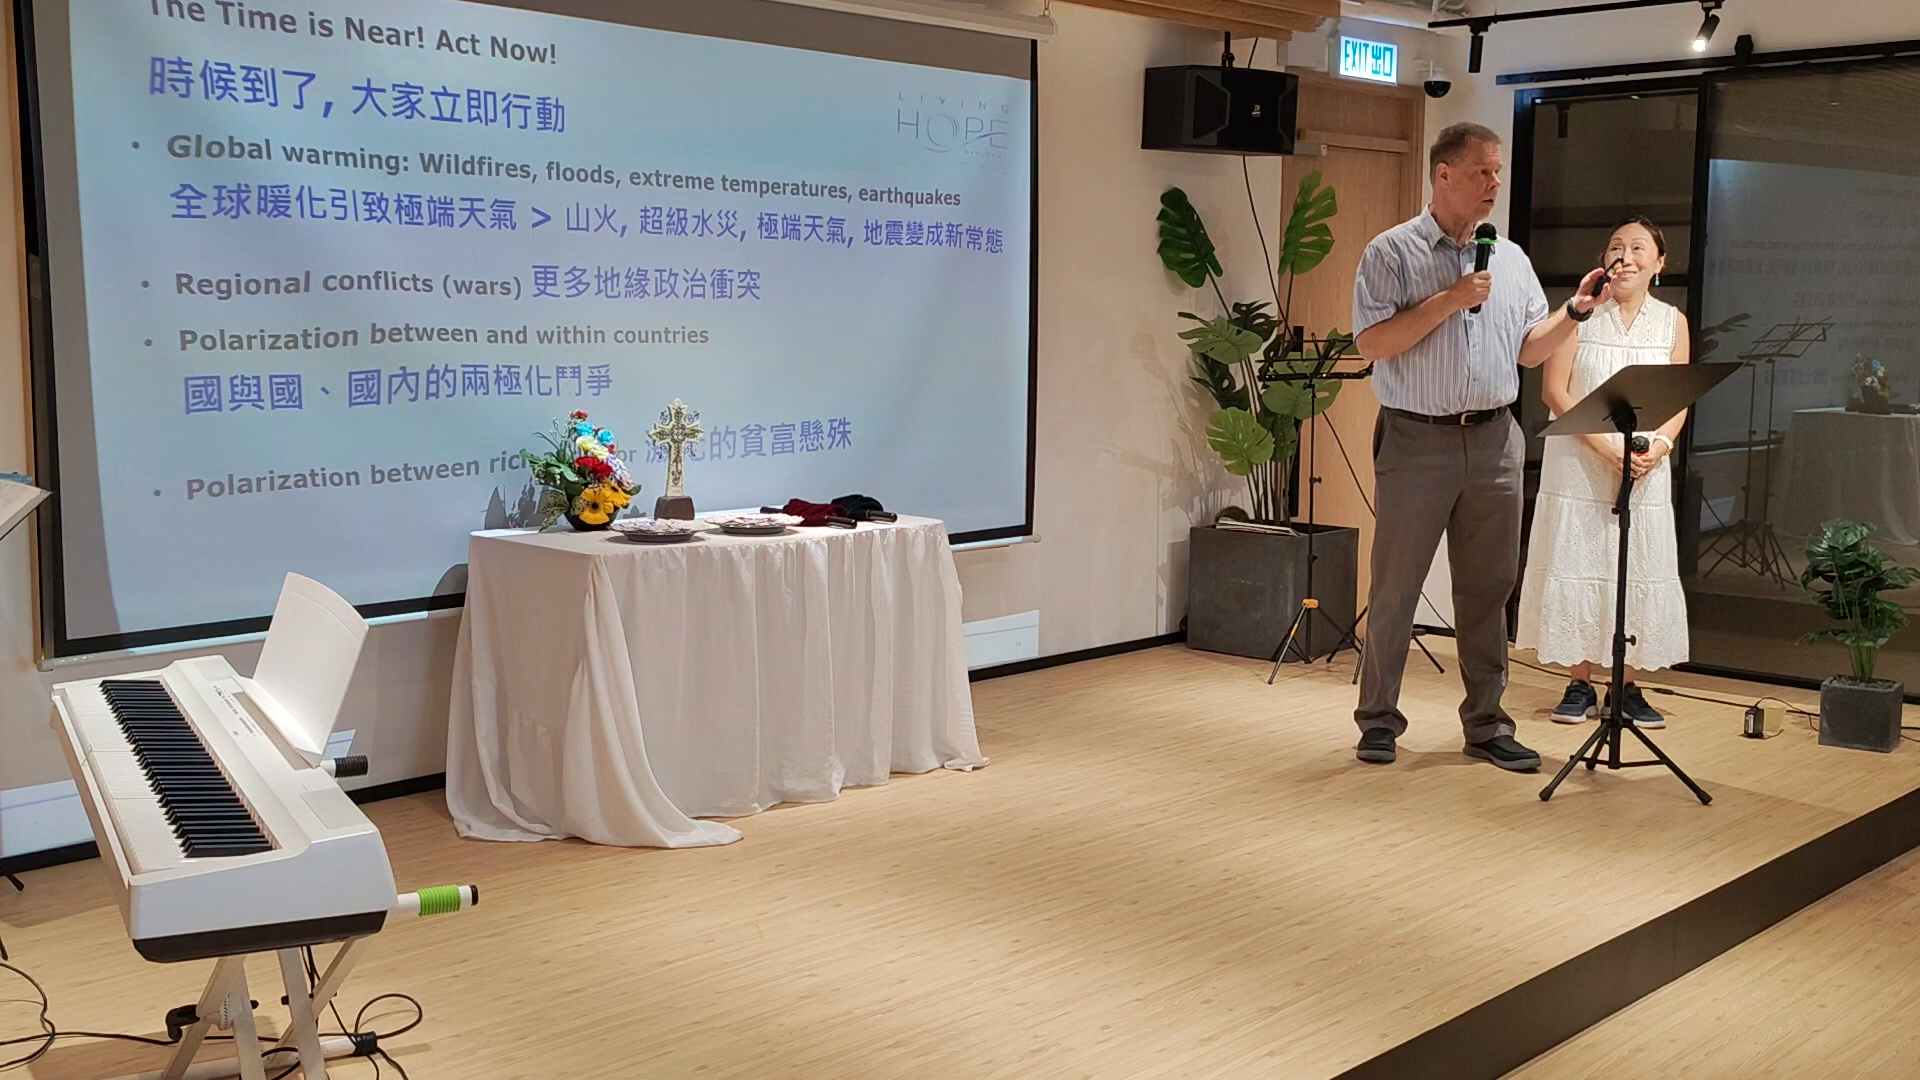 The Time is Near! Act Now!
時候到了, 大家立即行動
• Global warming: Wildfires, floods, extreme temperatures, earthquakes
全球暖化引致極端天氣 > 山火, 超級水災, 極端天氣, 地震變成新常態
• Regional conflicts (wars) 更多地緣政治衝突
• Polarization between and within countries
國與國、國內的兩極化鬥爭
• Polarization between 的貧富懸殊
LIVING
HOPE
EXIT 出口